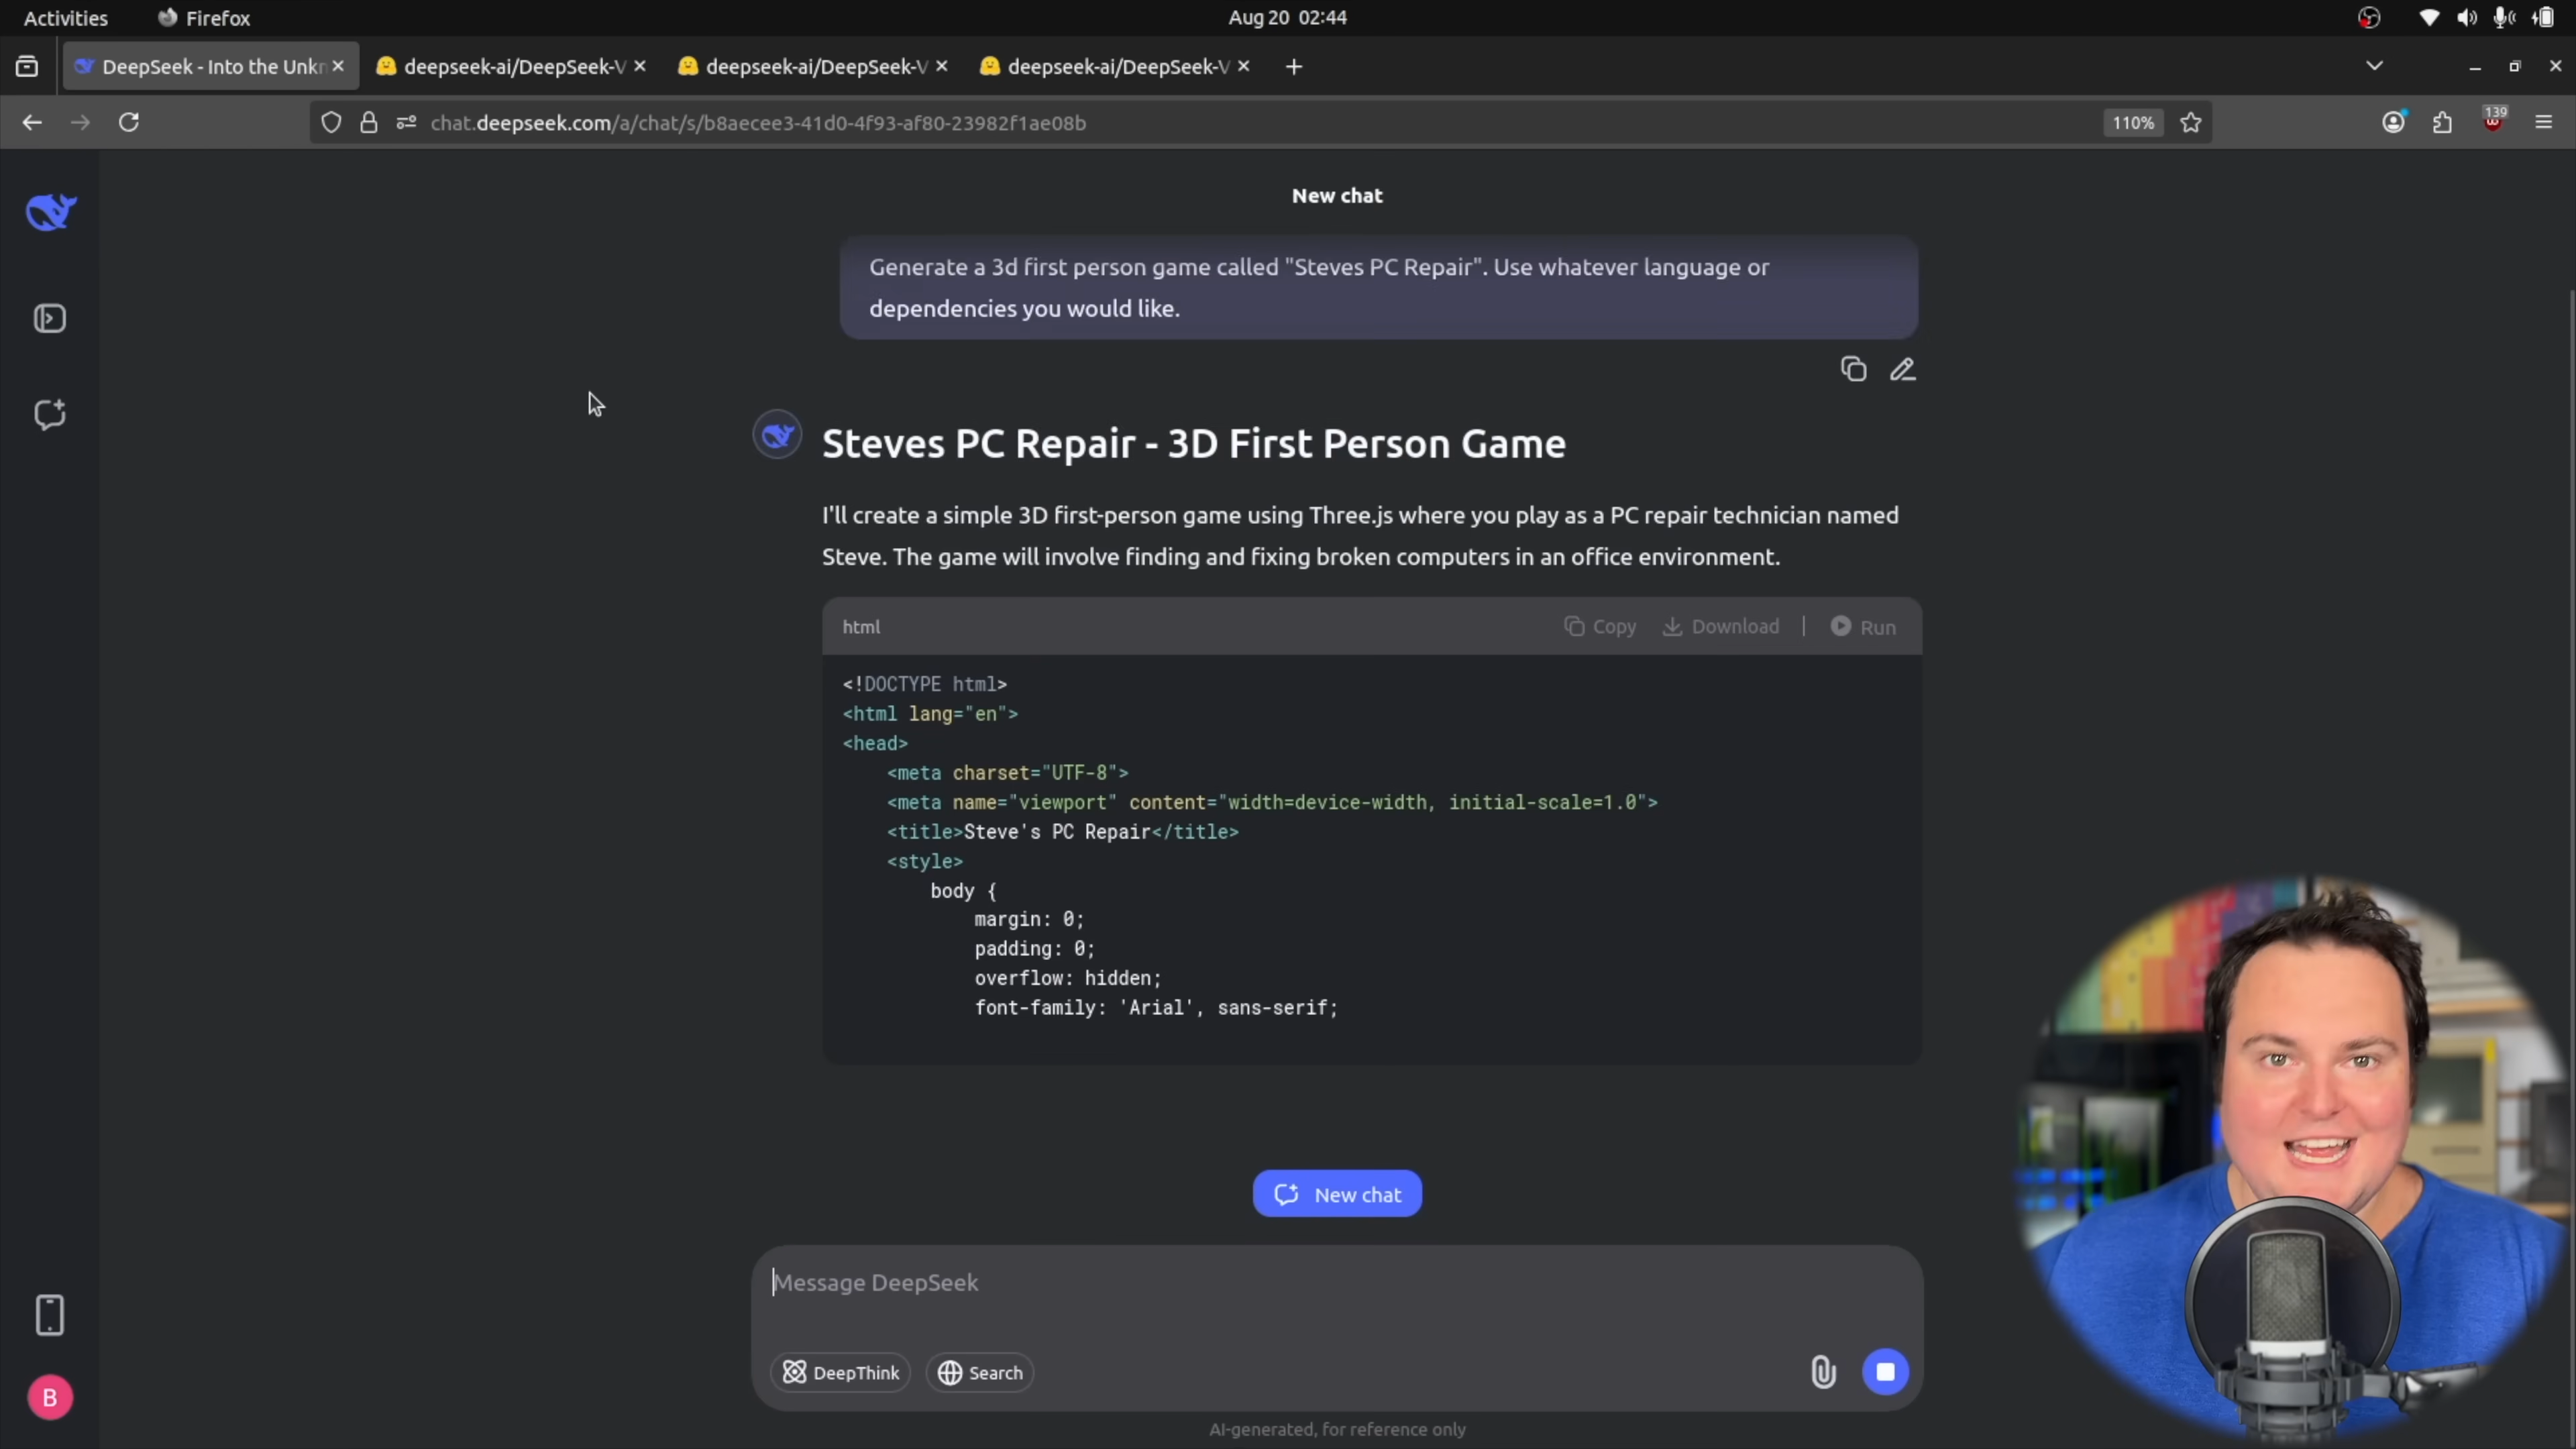 Activities Firefox Aug 20 02:44
DeepSeek - Into the Unkn deepseek-ai/DeepSeek-V deepseek-ai/DeepSeek-V deepseek-ai/DeepSeek-V
chat.deepseek.com/a/chat/s/b8aecee3-41d0-4f93-af80-23982f1ae08b 110% 139
New chat
Generate a 3d first person game called "Steves PC Repair". Use whatever language or
dependencies you would like.
Steves PC Repair - 3D First Person Game
I'll create a simple 3D first-person game using Three.js where you play as a PC repair technician named
Steve. The game will involve finding and fixing broken computers in an office environment.
html Copy Download | Run
<!DOCTYPE html>
<html lang="en">
<head>
    <meta charset="UTF-8">
    <meta name="viewport" content="width=device-width, initial-scale=1.0">
    <title>Steve's PC Repair</title>
    <style>
        body {
            margin: 0;
            padding: 0;
            overflow: hidden;
            font-family: 'Arial', sans-serif;
New chat
Message DeepSeek
DeepThink Search
B
AI-generated, for reference only